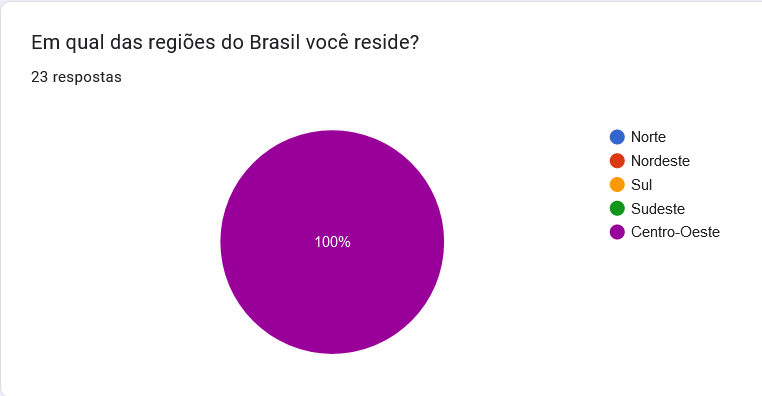 Em qual das regiões do Brasil você reside?
23 respostas
100%
Norte
Nordeste
Sul
Sudeste
Centro-Oeste